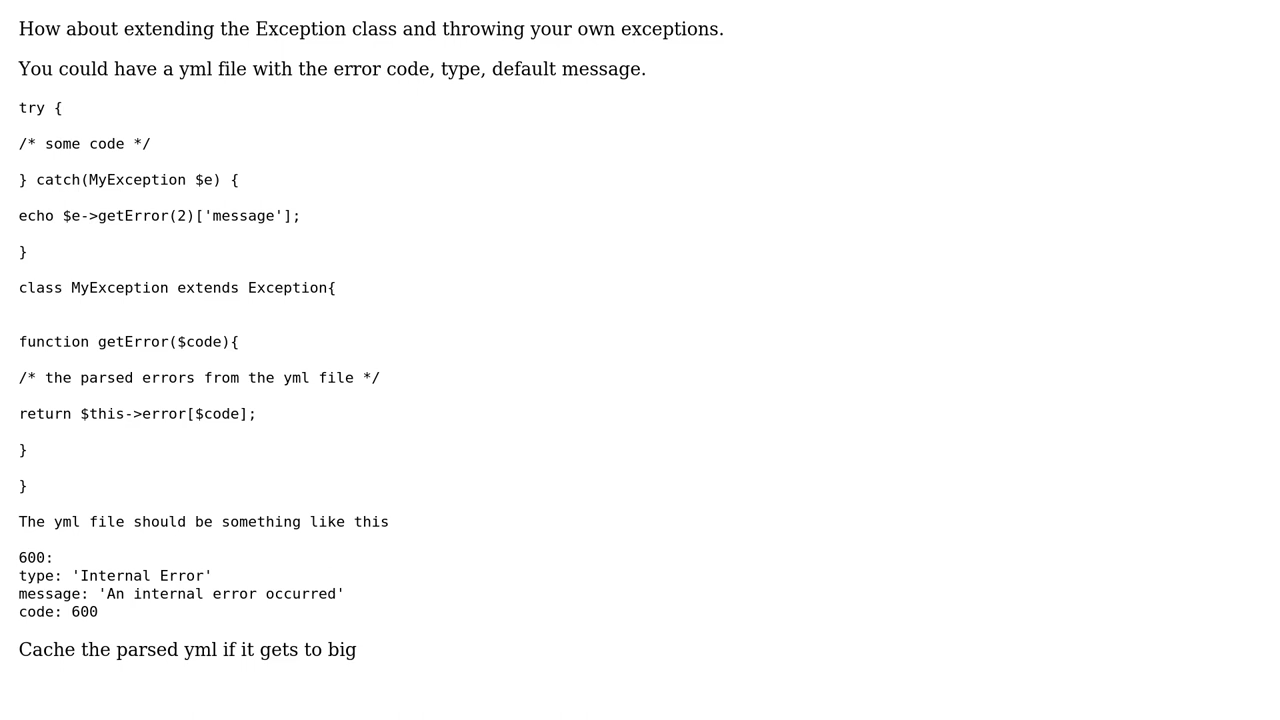 How about extending the Exception class and throwing your own exceptions.
You could have a yml file with the error code, type, default message.
try {
/* some code */
} catch(MyException $e) {
echo $e->getError(2)['message'];
}
class MyException extends Exception{
function getError($code){
/* the parsed errors from the yml file */
return $this->error[$code];
}
}
The yml file should be something like this
600:
type: 'Internal Error'
message: 'An internal error occurred'
code: 600
Cache the parsed yml if it gets to big